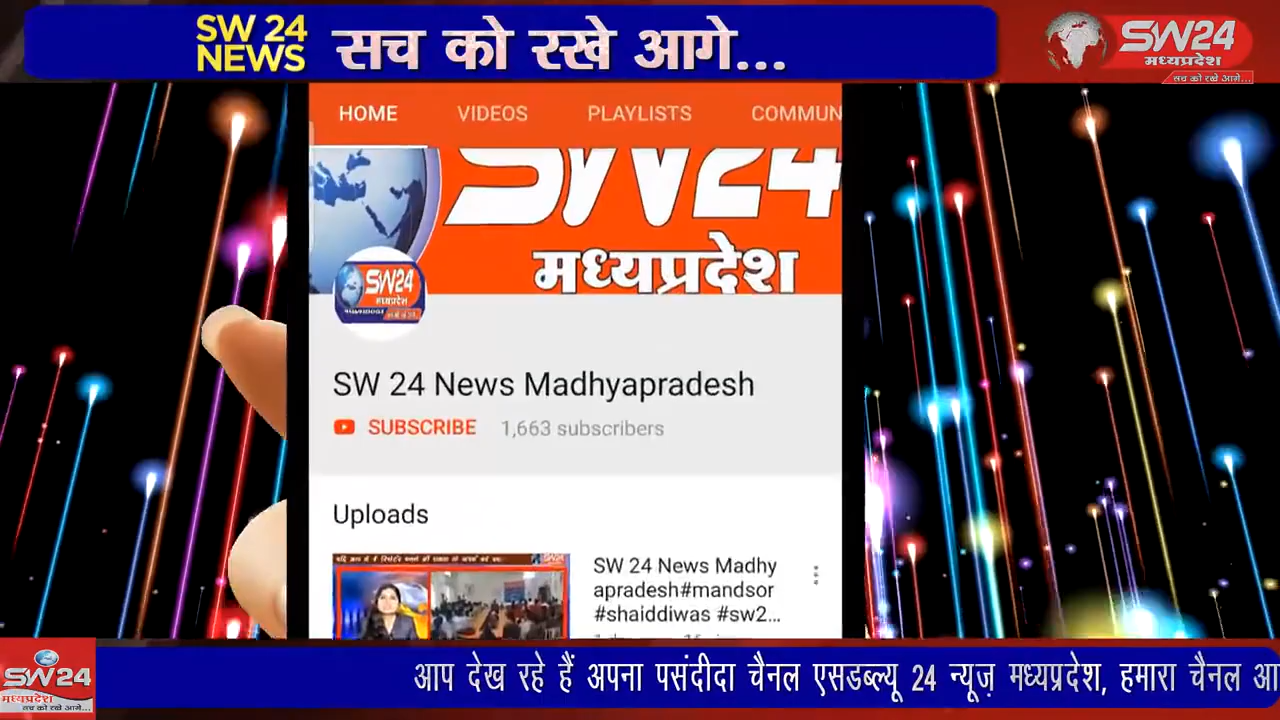 SW 24
NEWS
सच को रखे आगे...
SW24
मध्यप्रदेश
सच को रखे आगे...
HOME VIDEOS PLAYLISTS COMMUN
SW24
मध्यप्रदेश
SW24
मध्यप्रदेश
SW 24 News Madhyapradesh
SUBSCRIBE 1,663 subscribers
Uploads
SW 24 News Madhy
apradesh#mandsor
#shaiddiwas #sw2...
SW24
मध्यप्रदेश
सच को रखे आगे...
आप देख रहे हैं अपना पसंदीदा चैनल एसडब्ल्यू 24 न्यूज़ मध्यप्रदेश, हमारा चैनल आ